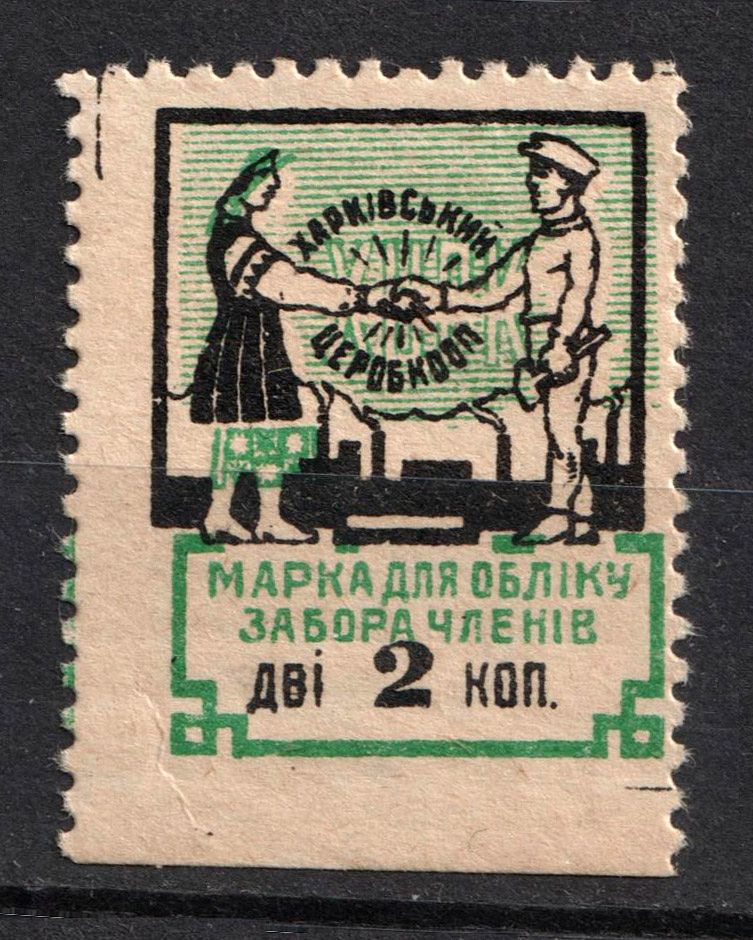 ХАРКІВСЬКИЙ
ЦЕРОБКООП
МАРКА ДЛЯ ОБЛІКУ
ЗАБОРА ЧЛЕНІВ
ДВІ 2 КОП.